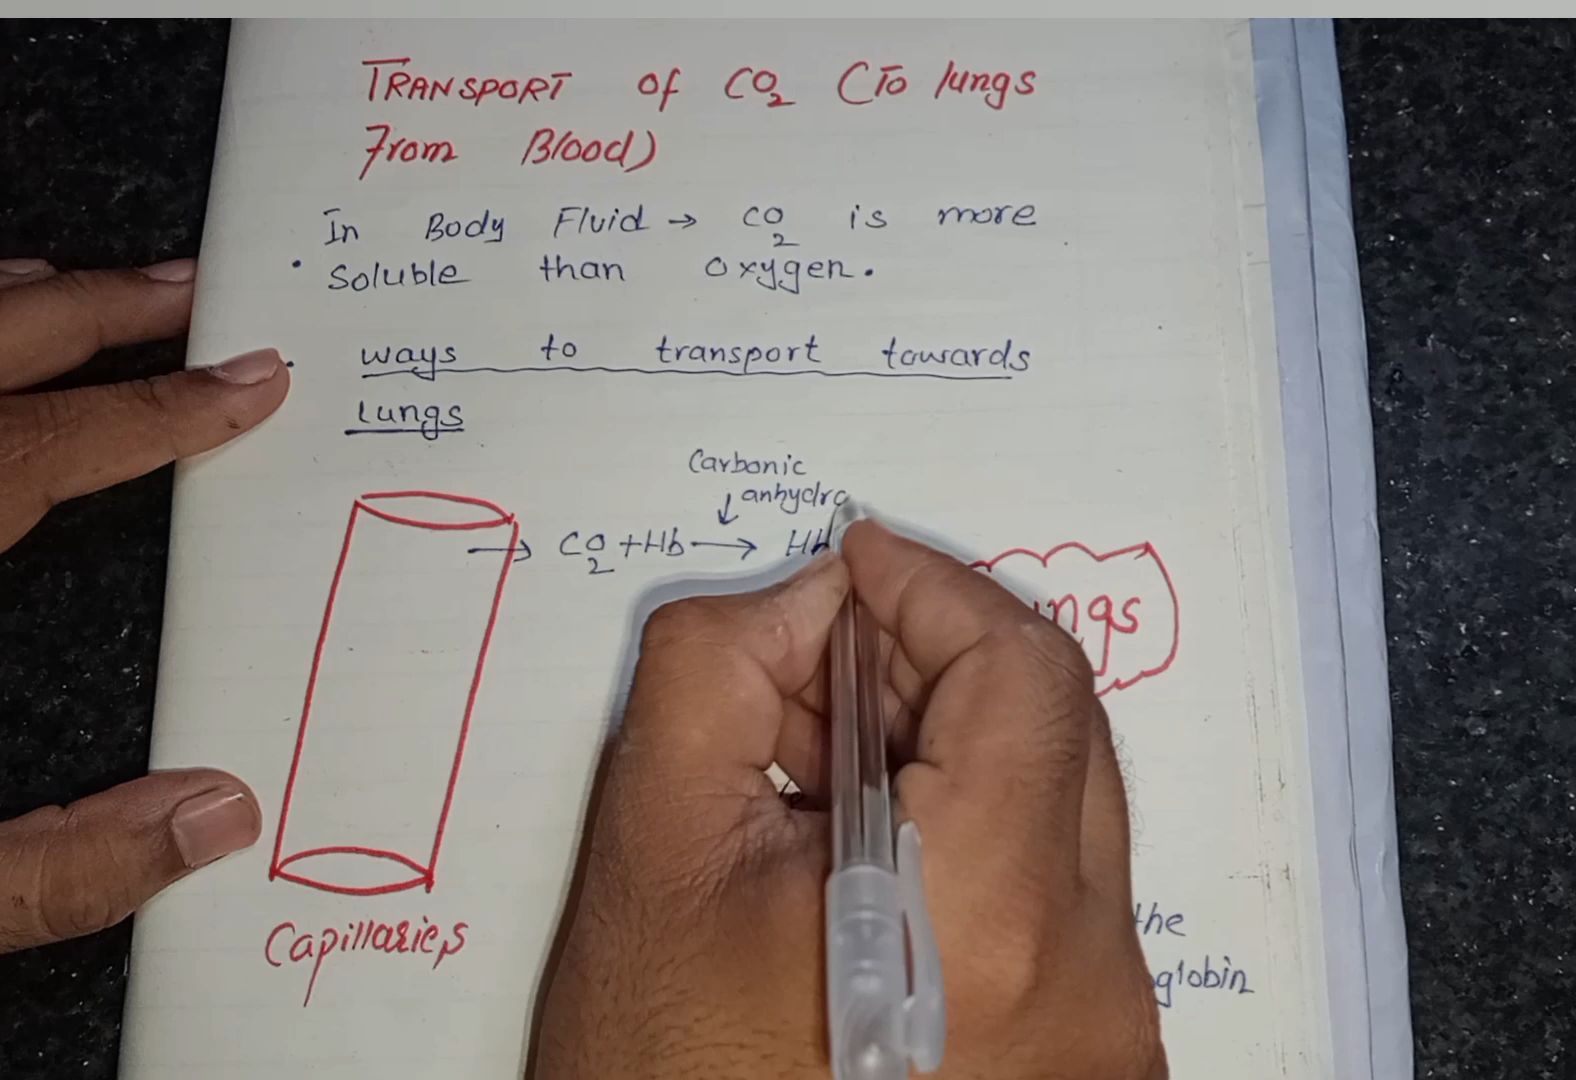 TRANSPORT of CO2 (To lungs
From Blood)
In Body Fluid → CO2 is more
• Soluble than Oxygen.
• ways to transport towards
Lungs
Carbonic
↓ anhydra
→ CO2+Hb → Hb
ngs
Capillaries
the
globin